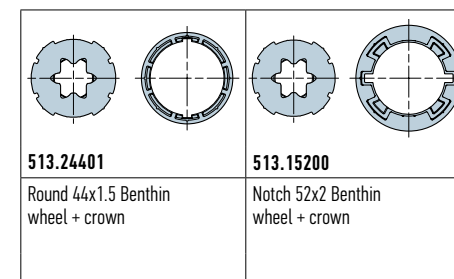 513.24401
513.15200
Round 44x1.5 Benthin
wheel + crown
Notch 52x2 Benthin
wheel + crown